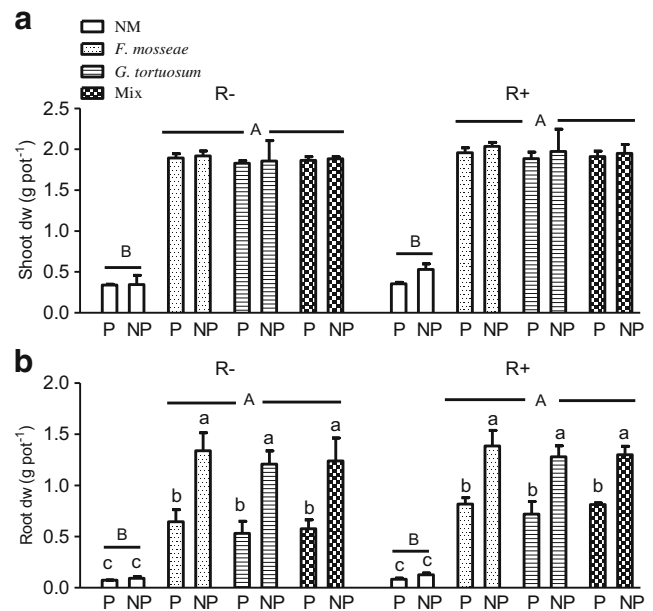 a
NM
F. mosseae
G. tortuosum
Mix
R-
R+
Shoot dw (g pot⁻¹)
2.5
2.0
1.5
1.0
0.5
0.0
A
A
B
B
P NP P NP P NP P NP P NP P NP P NP P NP
b
R-
R+
Root dw (g pot⁻¹)
2.0
1.5
1.0
0.5
0.0
A
A
a a a a a a
b b b b b b
B
B
c c c c
P NP P NP P NP P NP P NP P NP P NP P NP